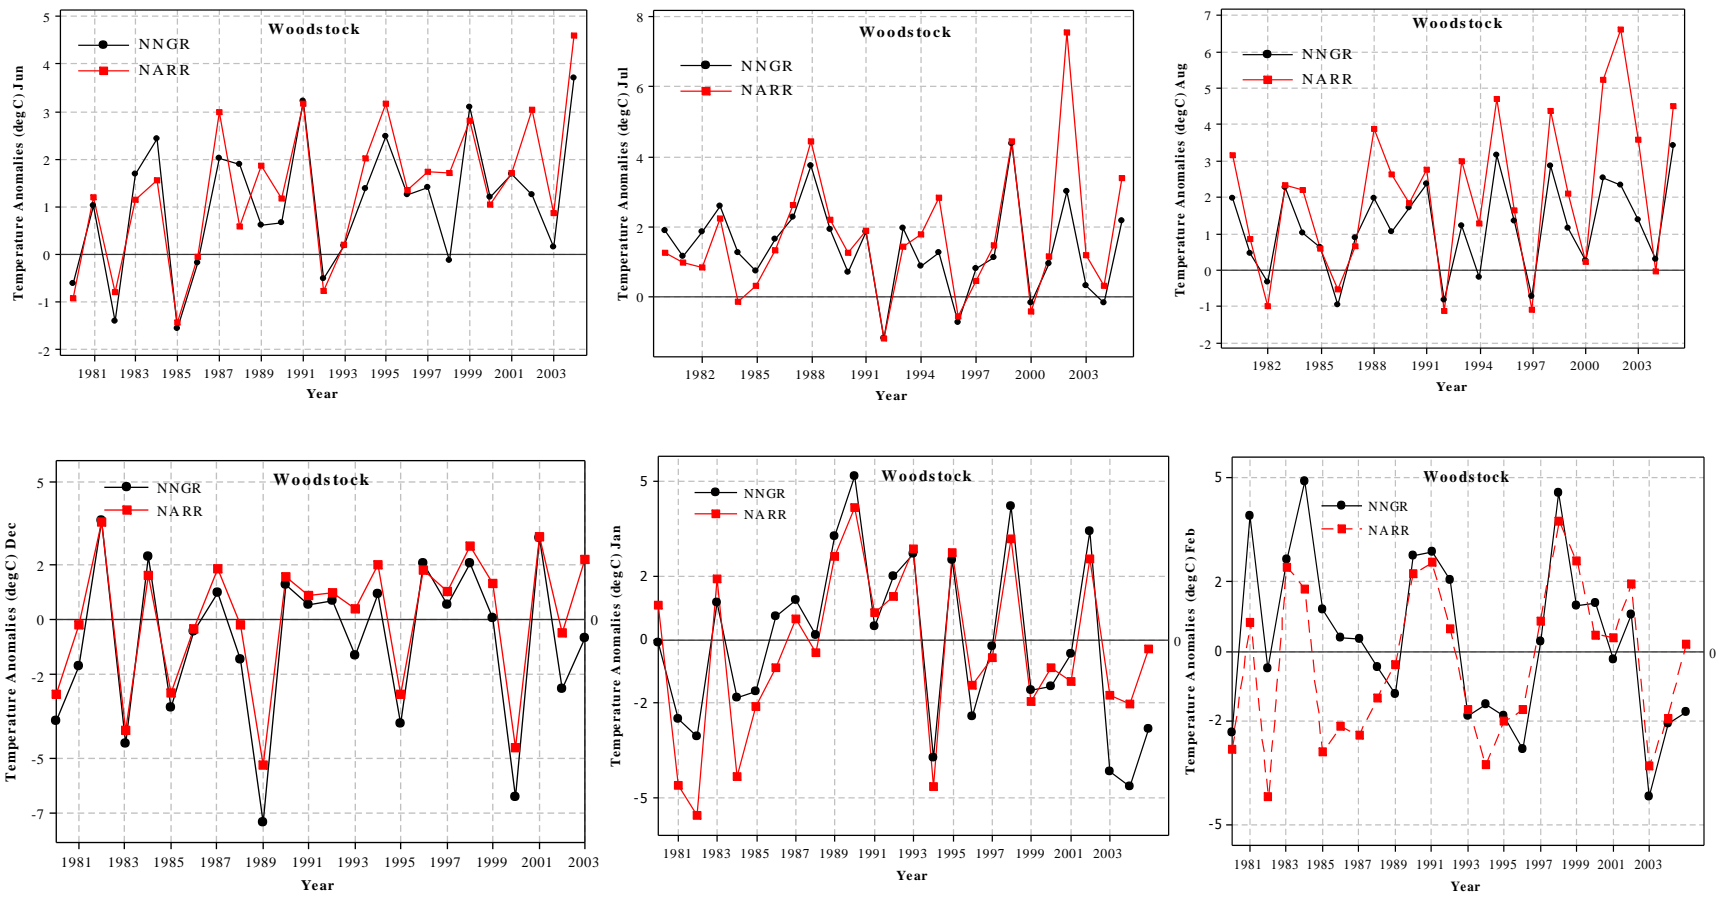 Woodstock
NNGR
NARR
Temperature Anomalies (degC) Jun
5
4
3
2
1
0
-1
-2
1981 1983 1985 1987 1989 1991 1993 1995 1997 1999 2001 2003
Year
Woodstock
NNGR
NARR
Temperature Anomalies (degC) Jul
8
6
4
2
0
1982 1985 1988 1991 1994 1997 2000 2003
Year
Woodstock
NNGR
NARR
Temperature Anomalies (degC) Aug
7
6
5
4
3
2
1
0
-1
-2
1982 1985 1988 1991 1994 1997 2000 2003
Year
Woodstock
NNGR
NARR
Temperature Anomalies (degC) Dec
5
2
0
-2
-5
-7
0
1981 1983 1985 1987 1989 1991 1993 1995 1997 1999 2001 2003
Year
Woodstock
NNGR
NARR
Temperature Anomalies (degC) Jan
5
2
0
-2
-5
0
1981 1983 1985 1987 1989 1991 1993 1995 1997 1999 2001 2003
Year
Woodstock
NNGR
NARR
Temperature Anomalies (degC) Feb
5
2
0
-2
-5
0
1981 1983 1985 1987 1989 1991 1993 1995 1997 1999 2001 2003
Year